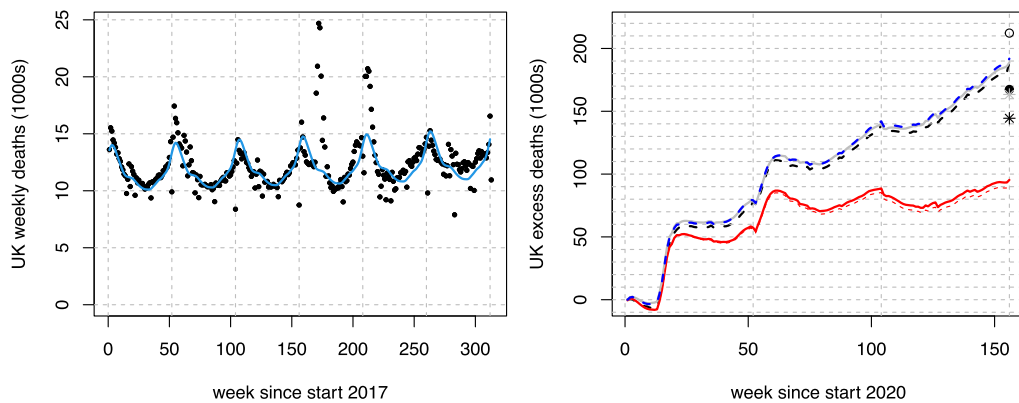 UK weekly deaths (1000s)
0 5 10 15 20 25
0 50 100 150 200 250 300
week since start 2017
UK excess deaths (1000s)
0 50 100 150 200
0 50 100 150
week since start 2020